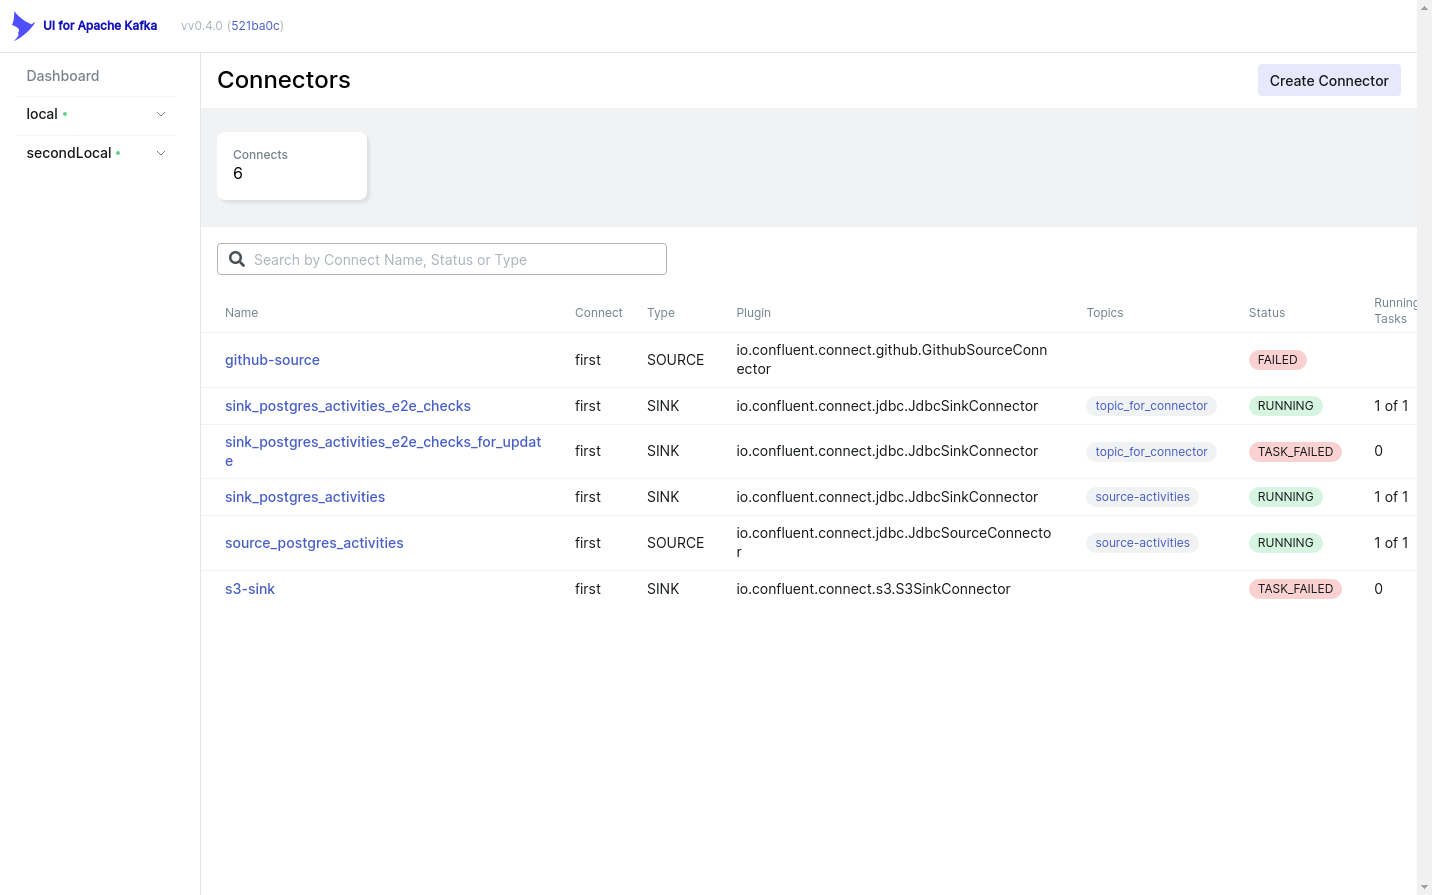 UI for Apache Kafka vv0.4.0 (521ba0c)
Dashboard
local
secondLocal
Connectors
Create Connector
Connects
6
Search by Connect Name, Status or Type
Name Connect Type Plugin Topics Status Running
Tasks
github-source first SOURCE io.confluent.connect.github.GithubSourceConn
ector FAILED
sink_postgres_activities_e2e_checks first SINK io.confluent.connect.jdbc.JdbcSinkConnector topic_for_connector RUNNING 1 of 1
sink_postgres_activities_e2e_checks_for_updat
e first SINK io.confluent.connect.jdbc.JdbcSinkConnector topic_for_connector TASK_FAILED 0
sink_postgres_activities first SINK io.confluent.connect.jdbc.JdbcSinkConnector source-activities RUNNING 1 of 1
source_postgres_activities first SOURCE io.confluent.connect.jdbc.JdbcSourceConnecto
r source-activities RUNNING 1 of 1
s3-sink first SINK io.confluent.connect.s3.S3SinkConnector TASK_FAILED 0